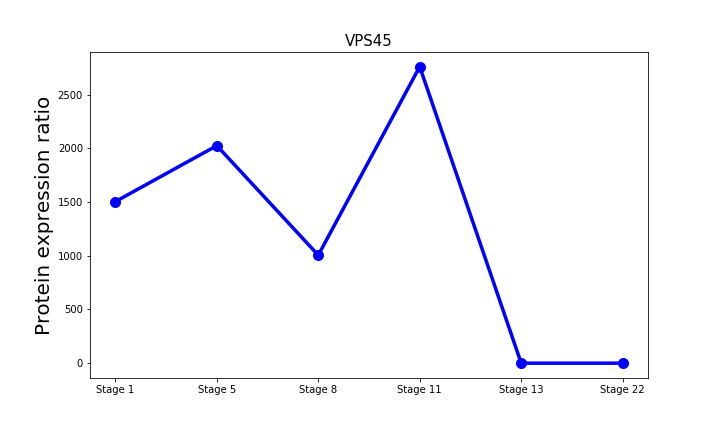 VPS45
Protein expression ratio
2500
2000
1500
1000
500
0
Stage 1 Stage 5 Stage 8 Stage 11 Stage 13 Stage 22